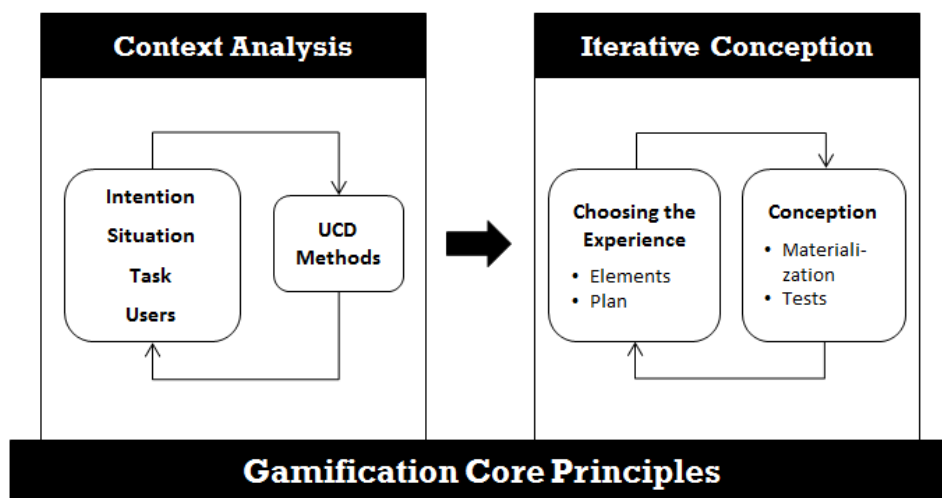 Context Analysis
Intention
Situation
Task
Users
UCD
Methods
Iterative Conception
Choosing the
Experience
• Elements
• Plan
Conception
• Materiali-
zation
• Tests
Gamification Core Principles